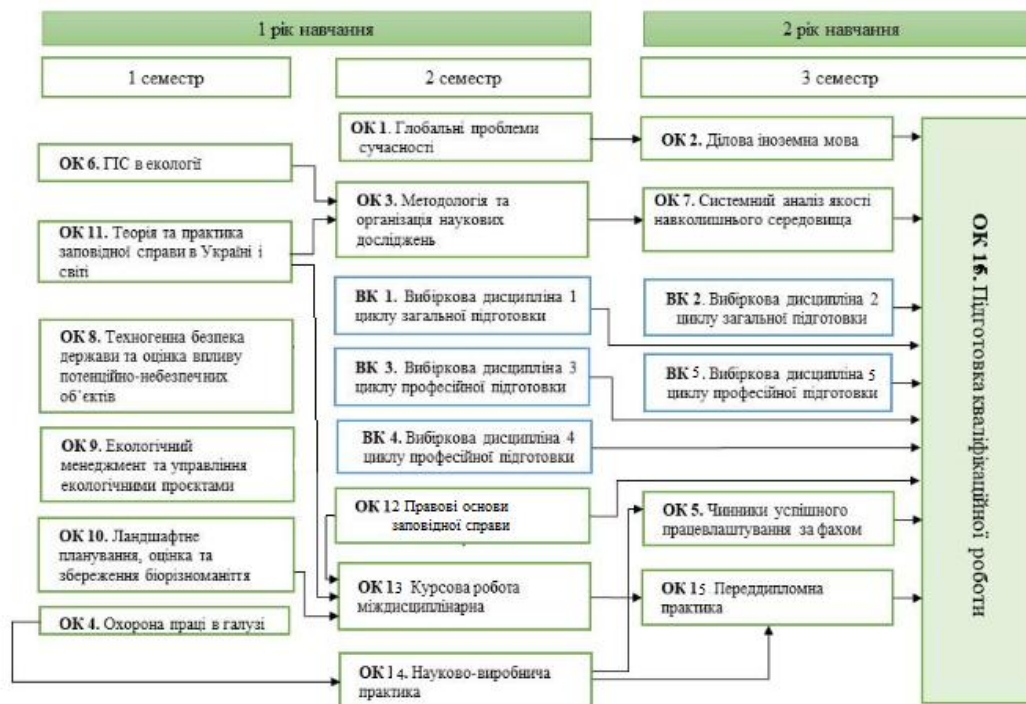 1 рік навчання
2 рік навчання
1 семестр
2 семестр
3 семестр
ОК 6. ГІС в екології
ОК 11. Теорія та практика
заповідної справи в Україні і
світі
ОК 8. Техногенна безпека
держави та оцінка впливу
потенційно-небезпечних
об’єктів
ОК 9. Екологічний
менеджмент та управління
екологічними проєктами
ОК 10. Ландшафтне
планування, оцінка та
збереження біорізноманіття
ОК 4. Охорона праці в галузі
ОК 1. Глобальні проблеми
сучасності
ОК 3. Методологія та
організація наукових
досліджень
ВК 1. Вибіркова дисципліна 1
циклу загальної підготовки
ВК 3. Вибіркова дисципліна 3
циклу професійної підготовки
ВК 4. Вибіркова дисципліна 4
циклу професійної підготовки
ОК 12 Правові основи
заповідної справи
ОК 13 Курсова робота
міждисциплінарна
ОК 14. Науково-виробнича
практика
ОК 2. Ділова іноземна мова
ОК 7. Системний аналіз якості
навколишнього середовища
ВК 2. Вибіркова дисципліна 2
циклу загальної підготовки
ВК 5. Вибіркова дисципліна 5
циклу професійної підготовки
ОК 5. Чинники успішного
працевлаштування за фахом
ОК 15. Переддипломна
практика
ОК 16. Підготовка кваліфікаційної роботи